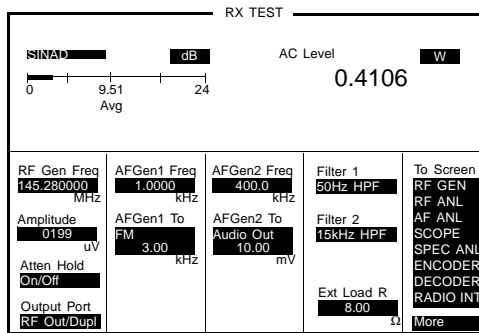 RX TEST
SINAD dB
0 9.51 24
Avg
AC Level W
0.4106
RF Gen Freq
145.280000
MHz
Amplitude
0199
uV
Atten Hold
On/Off
Output Port
RF Out/Dupl
AFGen1 Freq
1.0000
kHz
AFGen1 To
FM
3.00
kHz
AFGen2 Freq
400.0
kHz
AFGen2 To
Audio Out
10.00
mV
Filter 1
50Hz HPF
Filter 2
15kHz HPF
Ext Load R
8.00
Ω
To Screen
RF GEN
RF ANL
AF ANL
SCOPE
SPEC ANL
ENCODER
DECODER
RADIO INT
More